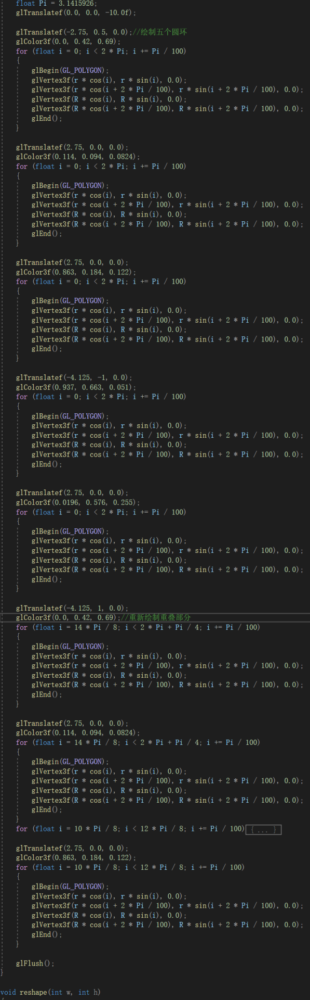 float Pi = 3.1415926;
glTranslatef(0.0, 0.0, -10.0f);
glTranslatef(-2.75, 0.5, 0.0);//绘制五个圆环
glColor3f(0.0, 0.42, 0.69);
for (float i = 0; i < 2 * Pi; i += Pi / 100)
{
glBegin(GL_POLYGON);
glVertex3f(r * cos(i), r * sin(i), 0.0);
glVertex3f(r * cos(i + 2 * Pi / 100), r * sin(i + 2 * Pi / 100), 0.0);
glVertex3f(R * cos(i), R * sin(i), 0.0);
glVertex3f(R * cos(i + 2 * Pi / 100), R * sin(i + 2 * Pi / 100), 0.0);
glEnd();
}
glTranslatef(2.75, 0.0, 0.0);
glColor3f(0.114, 0.094, 0.0824);
for (float i = 0; i < 2 * Pi; i += Pi / 100)
{
glBegin(GL_POLYGON);
glVertex3f(r * cos(i), r * sin(i), 0.0);
glVertex3f(r * cos(i + 2 * Pi / 100), r * sin(i + 2 * Pi / 100), 0.0);
glVertex3f(R * cos(i), R * sin(i), 0.0);
glVertex3f(R * cos(i + 2 * Pi / 100), R * sin(i + 2 * Pi / 100), 0.0);
glEnd();
}
glTranslatef(2.75, 0.0, 0.0);
glColor3f(0.863, 0.184, 0.122);
for (float i = 0; i < 2 * Pi; i += Pi / 100)
{
glBegin(GL_POLYGON);
glVertex3f(r * cos(i), r * sin(i), 0.0);
glVertex3f(r * cos(i + 2 * Pi / 100), r * sin(i + 2 * Pi / 100), 0.0);
glVertex3f(R * cos(i), R * sin(i), 0.0);
glVertex3f(R * cos(i + 2 * Pi / 100), R * sin(i + 2 * Pi / 100), 0.0);
glEnd();
}
glTranslatef(-4.125, -1, 0.0);
glColor3f(0.937, 0.663, 0.051);
for (float i = 0; i < 2 * Pi; i += Pi / 100)
{
glBegin(GL_POLYGON);
glVertex3f(r * cos(i), r * sin(i), 0.0);
glVertex3f(r * cos(i + 2 * Pi / 100), r * sin(i + 2 * Pi / 100), 0.0);
glVertex3f(R * cos(i), R * sin(i), 0.0);
glVertex3f(R * cos(i + 2 * Pi / 100), R * sin(i + 2 * Pi / 100), 0.0);
glEnd();
}
glTranslatef(2.75, 0.0, 0.0);
glColor3f(0.0196, 0.576, 0.255);
for (float i = 0; i < 2 * Pi; i += Pi / 100)
{
glBegin(GL_POLYGON);
glVertex3f(r * cos(i), r * sin(i), 0.0);
glVertex3f(r * cos(i + 2 * Pi / 100), r * sin(i + 2 * Pi / 100), 0.0);
glVertex3f(R * cos(i), R * sin(i), 0.0);
glVertex3f(R * cos(i + 2 * Pi / 100), R * sin(i + 2 * Pi / 100), 0.0);
glEnd();
}
glTranslatef(-4.125, 1, 0.0);
glColor3f(0.0, 0.42, 0.69);//重新绘制重叠部分
for (float i = 14 * Pi / 8; i < 2 * Pi + Pi / 4; i += Pi / 100)
{
glBegin(GL_POLYGON);
glVertex3f(r * cos(i), r * sin(i), 0.0);
glVertex3f(r * cos(i + 2 * Pi / 100), r * sin(i + 2 * Pi / 100), 0.0);
glVertex3f(R * cos(i), R * sin(i), 0.0);
glVertex3f(R * cos(i + 2 * Pi / 100), R * sin(i + 2 * Pi / 100), 0.0);
glEnd();
}
glTranslatef(2.75, 0.0, 0.0);
glColor3f(0.114, 0.094, 0.0824);
for (float i = 14 * Pi / 8; i < 2 * Pi + Pi / 4; i += Pi / 100)
{
glBegin(GL_POLYGON);
glVertex3f(r * cos(i), r * sin(i), 0.0);
glVertex3f(r * cos(i + 2 * Pi / 100), r * sin(i + 2 * Pi / 100), 0.0);
glVertex3f(R * cos(i), R * sin(i), 0.0);
glVertex3f(R * cos(i + 2 * Pi / 100), R * sin(i + 2 * Pi / 100), 0.0);
glEnd();
}
for (float i = 10 * Pi / 8; i < 12 * Pi / 8; i += Pi / 100){ ... }
glTranslatef(2.75, 0.0, 0.0);
glColor3f(0.863, 0.184, 0.122);
for (float i = 10 * Pi / 8; i < 12 * Pi / 8; i += Pi / 100)
{
glBegin(GL_POLYGON);
glVertex3f(r * cos(i), r * sin(i), 0.0);
glVertex3f(r * cos(i + 2 * Pi / 100), r * sin(i + 2 * Pi / 100), 0.0);
glVertex3f(R * cos(i), R * sin(i), 0.0);
glVertex3f(R * cos(i + 2 * Pi / 100), R * sin(i + 2 * Pi / 100), 0.0);
glEnd();
}
glFlush();
}
void reshape(int w, int h)